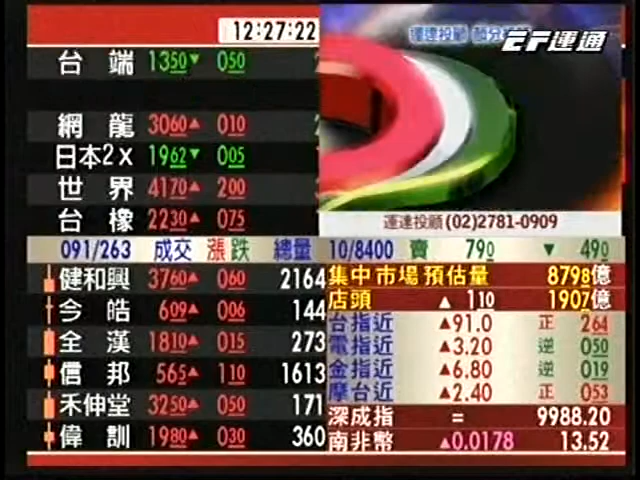 12:27:22
台端 1350▼ 050
網龍 3060▲ 010
日本2x 1962▼ 005
世界 4170▲ 200
台橡 2230▲ 075
運通
運達投顧(02)2781-0909
091/263 成交 漲跌 總量
健和興 3760▲ 060 2164
今皓 609▲ 006 144
全漢 1810▲ 015 273
信邦 565▲ 110 1613
禾伸堂 3250▲ 050 171
偉訓 1980▲ 030 360
10/8400 賣 790 ▼ 490
集中市場預估量 8798億
店頭 ▲ 110 1907億
台指近 ▲91.0 正 264
電指近 ▲3.20 逆 050
金指近 ▲6.80 逆 019
摩台近 ▲2.40 正 053
深成指 = 9988.20
南非幣 ▲0.0178 13.52